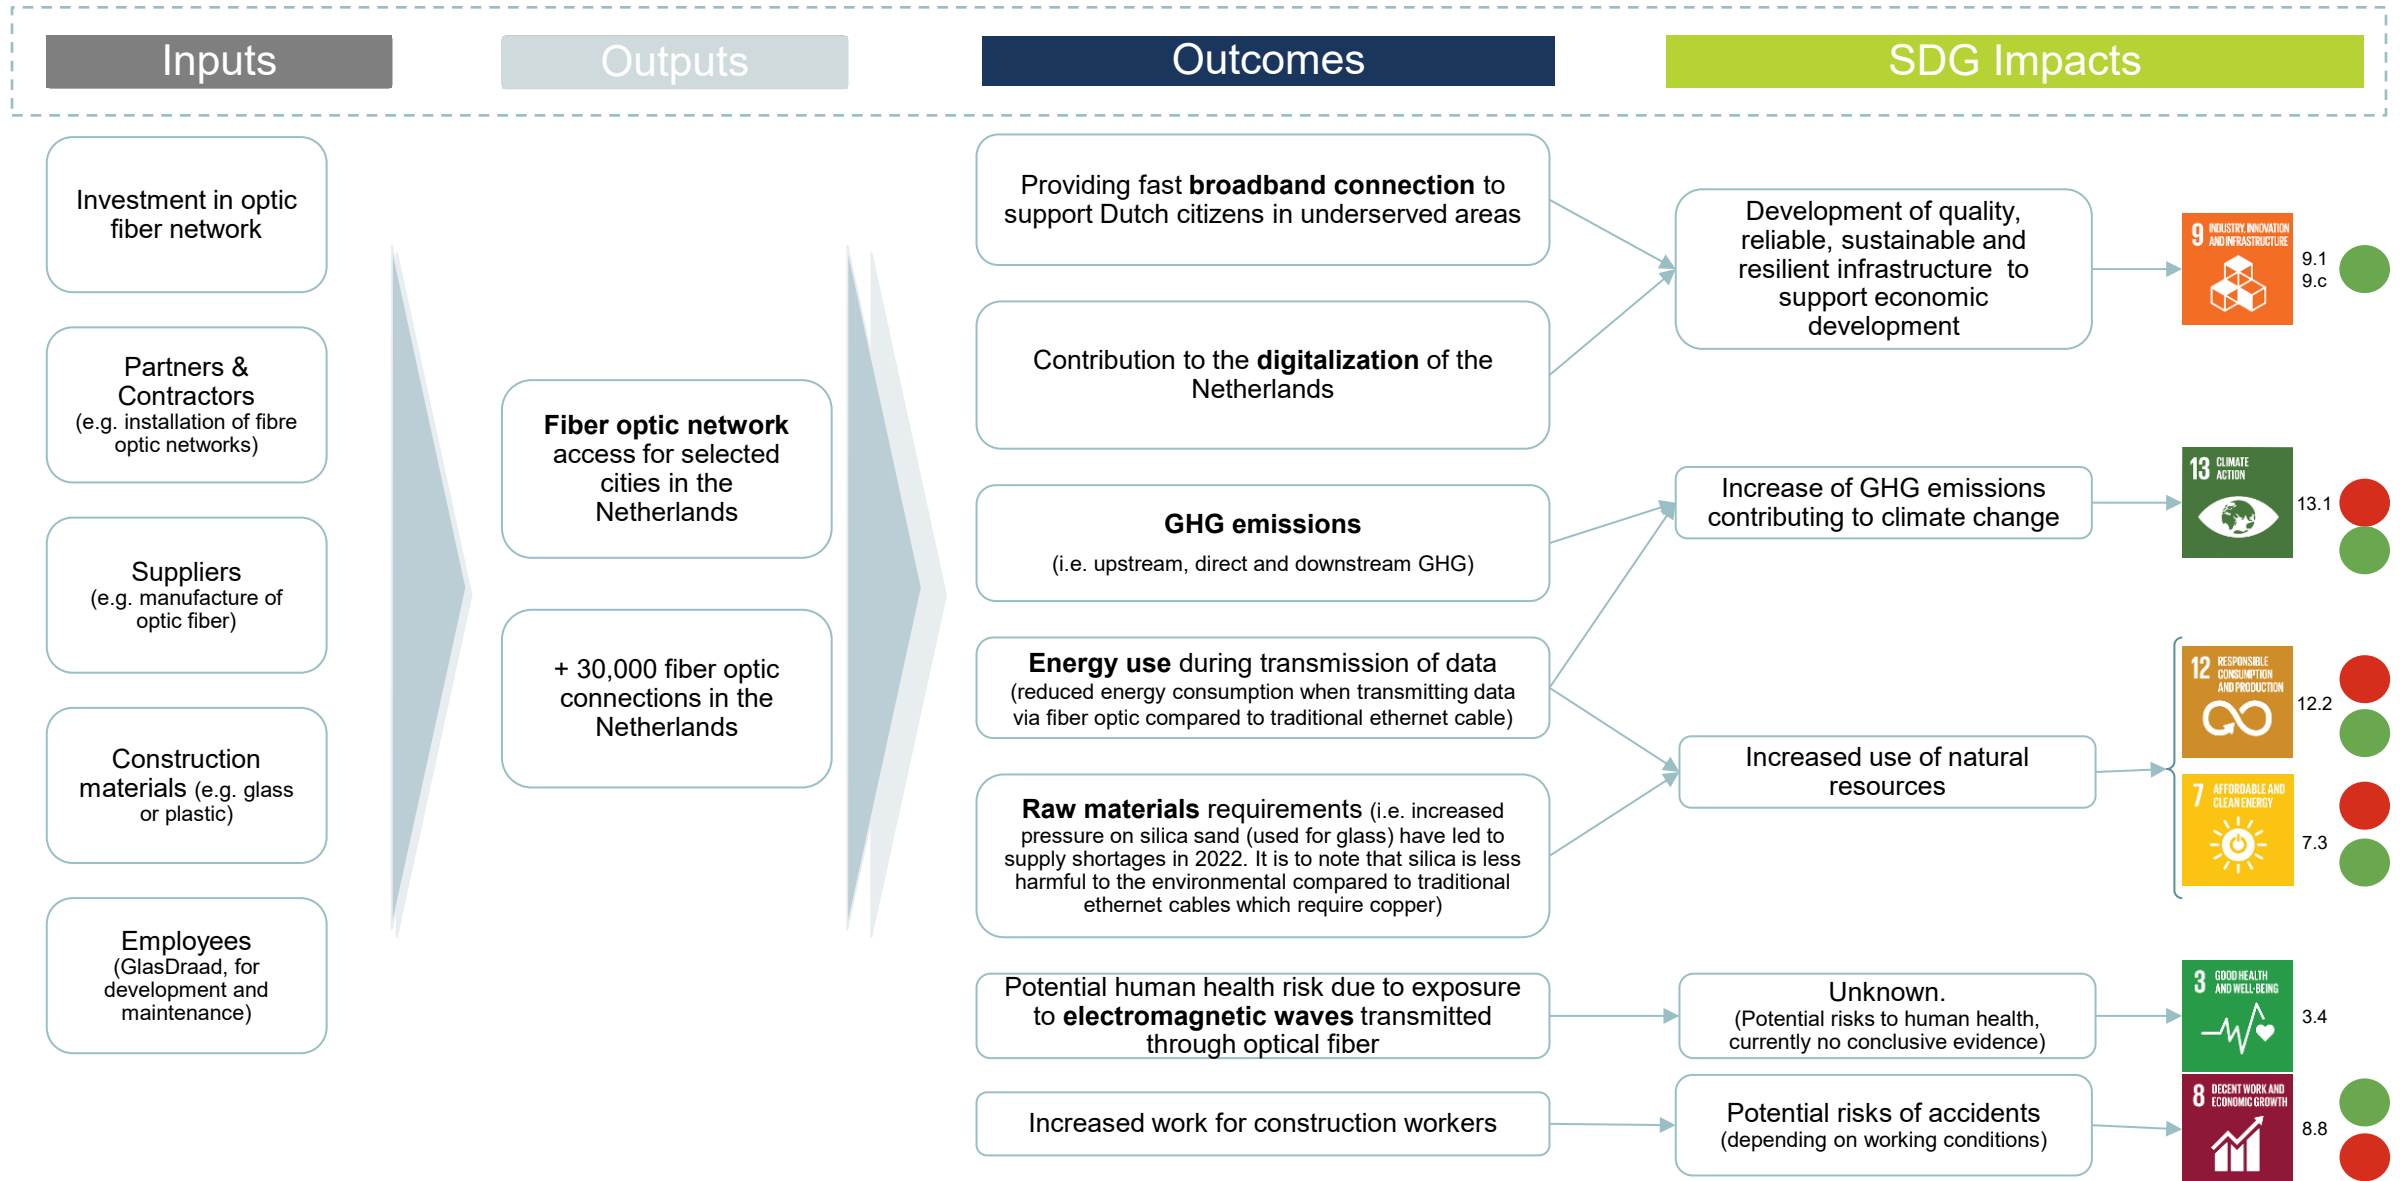 Inputs
Outputs
Outcomes
SDG Impacts
Investment in optic
fiber network
Partners &
Contractors
(e.g. installation of fibre
optic networks)
Suppliers
(e.g. manufacture of
optic fiber)
Construction
materials (e.g. glass
or plastic)
Employees
(GlasDraad, for
development and
maintenance)
Fiber optic network
access for selected
cities in the
Netherlands
+ 30,000 fiber optic
connections in the
Netherlands
Providing fast broadband connection to
support Dutch citizens in underserved areas
Contribution to the digitalization of the
Netherlands
GHG emissions
(i.e. upstream, direct and downstream GHG)
Energy use during transmission of data
(reduced energy consumption when transmitting data
via fiber optic compared to traditional ethernet cable)
Raw materials requirements (i.e. increased
pressure on silica sand (used for glass) have led to
supply shortages in 2022. It is to note that silica is less
harmful to the environmental compared to traditional
ethernet cables which require copper)
Potential human health risk due to exposure
to electromagnetic waves transmitted
through optical fiber
Increased work for construction workers
Development of quality,
reliable, sustainable and
resilient infrastructure to
support economic
development
Increase of GHG emissions
contributing to climate change
Increased use of natural
resources
Unknown.
(Potential risks to human health,
currently no conclusive evidence)
Potential risks of accidents
(depending on working conditions)
9 INDUSTRY, INNOVATION
AND INFRASTRUCTURE
9.1
9.c
13 CLIMATE
ACTION
13.1
12 RESPONSIBLE
CONSUMPTION
AND PRODUCTION
12.2
7 AFFORDABLE AND
CLEAN ENERGY
7.3
3 GOOD HEALTH
AND WELL-BEING
3.4
8 DECENT WORK AND
ECONOMIC GROWTH
8.8